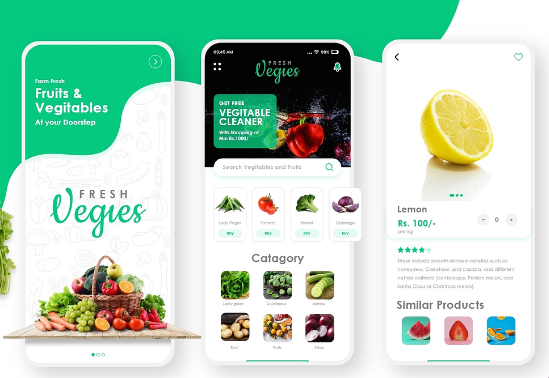 Farm Fresh
Fruits &
Vegitables
At your Doorstep
FRESH
Vegies
09:45 AM
FRESH
Vegies
GET FREE
VEGITABLE
CLEANER
With Shopping of
Min Rs.1000/-
Search Vegitables and Fruits
Lady Finger
Tomato
Buy
Buy
Buy
Buy
Catagory
Leafy green
Cruciferous
Marrow
Root
Fruits
Allium
Lemon
Rs. 100/-
per kg
- 0 +
These include smooth-skinned varieties such as
honeydew, Crenshaw, and casaba, and different
netted cultivars (cantaloupe, Persian melon, and
Santa Claus or Christmas melon).
Similar Products